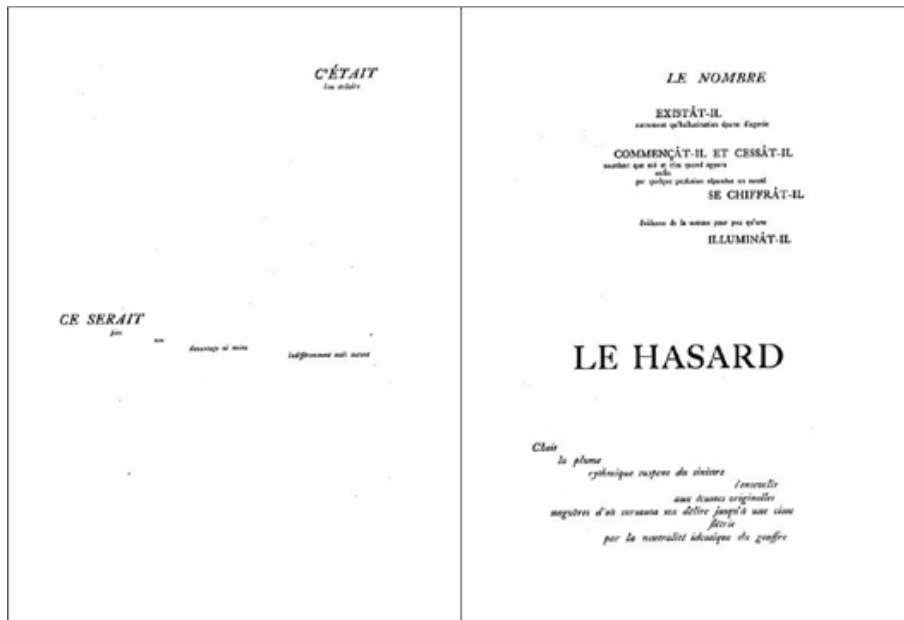 C'ÉTAIT
issu stellaire
CE SERAIT
pire
non
davantage ni moins
indifféremment mais autant
LE NOMBRE
EXISTÂT-IL
autrement qu'hallucination éparse d'agonie
COMMENÇÂT-IL ET CESSÂT-IL
sourdant que nié et clos quand apparu
enfin
par quelque profusion répandue en rareté
SE CHIFFRÂT-IL
évidence de la somme pour peu qu'une
ILLUMINÂT-IL
LE HASARD
Choit
la plume
rythmique suspens du sinistre
s'ensevelir
aux écumes originelles
naguères d'où sursauta son délire jusqu'à une cime
flétrie
par la neutralité identique du gouffre